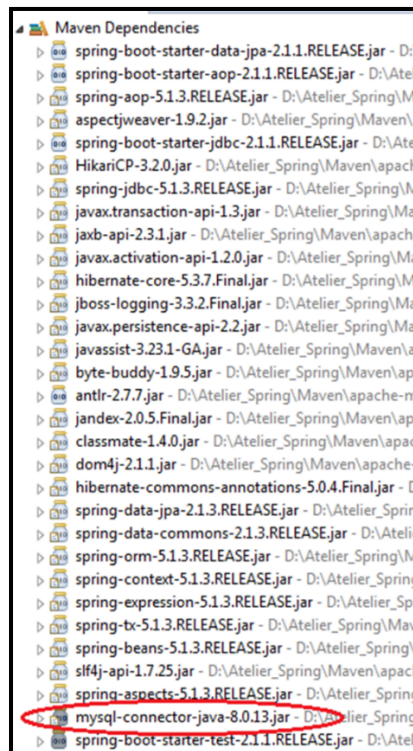 Maven Dependencies
spring-boot-starter-data-jpa-2.1.1.RELEASE.jar - D:
spring-boot-starter-aop-2.1.1.RELEASE.jar - D:\Ate
spring-aop-5.1.3.RELEASE.jar - D:\Atelier_Spring\M
aspectjweaver-1.9.2.jar - D:\Atelier_Spring\Maven\
spring-boot-starter-jdbc-2.1.1.RELEASE.jar - D:\Ate
HikariCP-3.2.0.jar - D:\Atelier_Spring\Maven\apach
spring-jdbc-5.1.3.RELEASE.jar - D:\Atelier_Spring\M
javax.transaction-api-1.3.jar - D:\Atelier_Spring\Ma
jaxb-api-2.3.1.jar - D:\Atelier_Spring\Maven\apach
javax.activation-api-1.2.0.jar - D:\Atelier_Spring\Ma
hibernate-core-5.3.7.Final.jar - D:\Atelier_Spring\Ma
jboss-logging-3.3.2.Final.jar - D:\Atelier_Spring\Ma
javax.persistence-api-2.2.jar - D:\Atelier_Spring\Ma
javassist-3.23.1-GA.jar - D:\Atelier_Spring\Maven\a
byte-buddy-1.9.5.jar - D:\Atelier_Spring\Maven\ap
antlr-2.7.7.jar - D:\Atelier_Spring\Maven\apache-m
jandex-2.0.5.Final.jar - D:\Atelier_Spring\Maven\ap
classmate-1.4.0.jar - D:\Atelier_Spring\Maven\apac
dom4j-2.1.1.jar - D:\Atelier_Spring\Maven\apache-
hibernate-commons-annotations-5.0.4.Final.jar - D
spring-data-jpa-2.1.3.RELEASE.jar - D:\Atelier_Sprin
spring-data-commons-2.1.3.RELEASE.jar - D:\Ateli
spring-orm-5.1.3.RELEASE.jar - D:\Atelier_Spring\M
spring-context-5.1.3.RELEASE.jar - D:\Atelier_Spring
spring-expression-5.1.3.RELEASE.jar - D:\Atelier_Sp
spring-tx-5.1.3.RELEASE.jar - D:\Atelier_Spring\Mav
spring-beans-5.1.3.RELEASE.jar - D:\Atelier_Spring\
slf4j-api-1.7.25.jar - D:\Atelier_Spring\Maven\apac
spring-aspects-5.1.3.RELEASE.jar - D:\Atelier_Spring
mysql-connector-java-8.0.13.jar - D:\Atelier_Spring\
spring-boot-starter-test-2.1.1.RELEASE.jar - D:\Atel